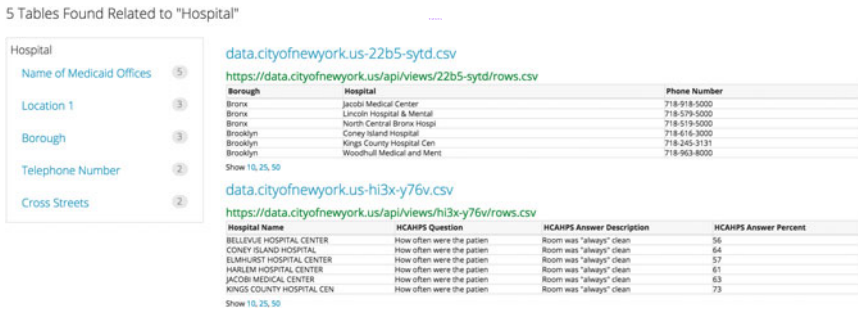 5 Tables Found Related to "Hospital"
Hospital
Name of Medicaid Offices 5
Location 1 3
Borough 3
Telephone Number 2
Cross Streets 2
data.cityofnewyork.us-22b5-sytd.csv
https://data.cityofnewyork.us/api/views/22b5-sytd/rows.csv
Borough Hospital Phone Number
Bronx Jacobi Medical Center 718-918-5000
Bronx Lincoln Hospital & Mental 718-579-5000
Bronx North Central Bronx Hospi 718-519-5000
Brooklyn Coney Island Hospital 718-616-3000
Brooklyn Kings County Hospital Cen 718-245-3131
Brooklyn Woodhull Medical and Ment 718-963-8000
Show 10, 25, 50
data.cityofnewyork.us-hi3x-y76v.csv
https://data.cityofnewyork.us/api/views/hi3x-y76v/rows.csv
Hospital Name HCAHPS Question HCAHPS Answer Description HCAHPS Answer Percent
BELLEVUE HOSPITAL CENTER How often were the patien Room was "always" clean 56
CONEY ISLAND HOSPITAL How often were the patien Room was "always" clean 64
ELMHURST HOSPITAL CENTER How often were the patien Room was "always" clean 57
HARLEM HOSPITAL CENTER How often were the patien Room was "always" clean 61
JACOBI MEDICAL CENTER How often were the patien Room was "always" clean 63
KINGS COUNTY HOSPITAL CEN How often were the patien Room was "always" clean 73
Show 10, 25, 50